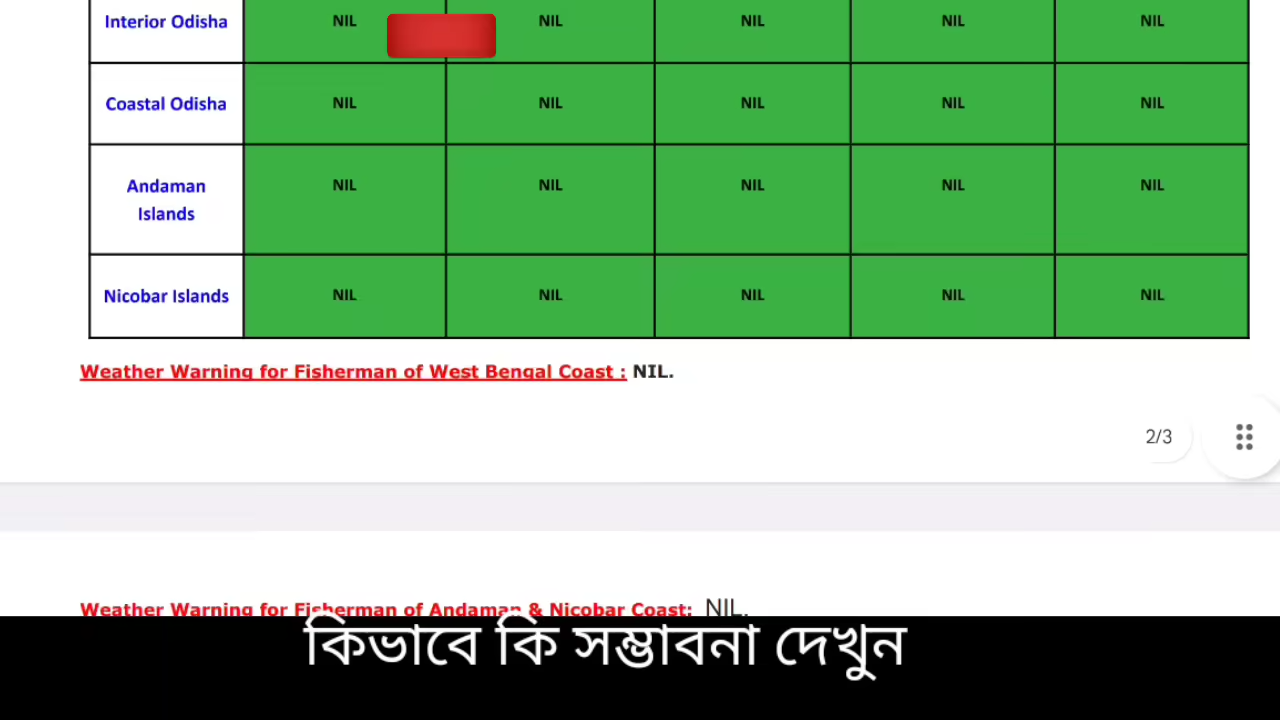 Interior Odisha NIL NIL NIL NIL NIL
Coastal Odisha NIL NIL NIL NIL NIL
Andaman
Islands NIL NIL NIL NIL NIL
Nicobar Islands NIL NIL NIL NIL NIL
Weather Warning for Fisherman of West Bengal Coast : NIL.
2/3
Weather Warning for Fisherman of Andaman & Nicobar Coast: NIL.
কিভাবে কি সম্ভাবনা দেখুন